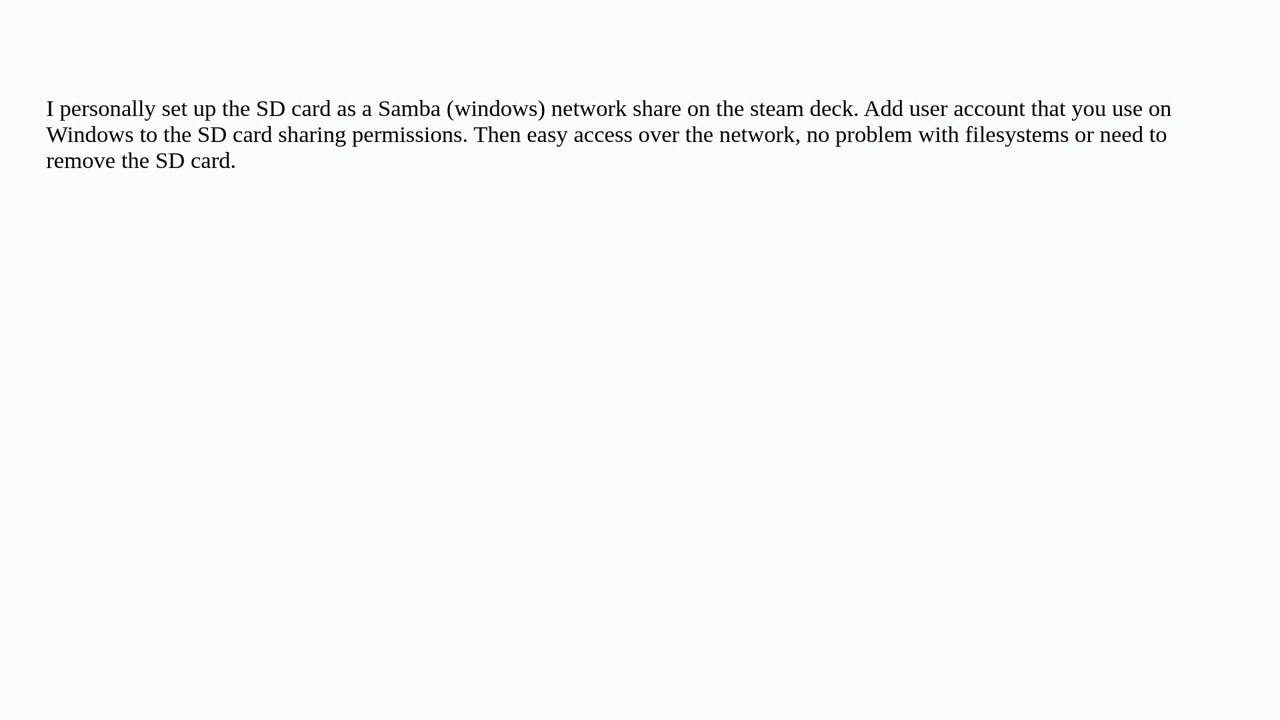 I personally set up the SD card as a Samba (windows) network share on the steam deck. Add user account that you use on
Windows to the SD card sharing permissions. Then easy access over the network, no problem with filesystems or need to
remove the SD card.